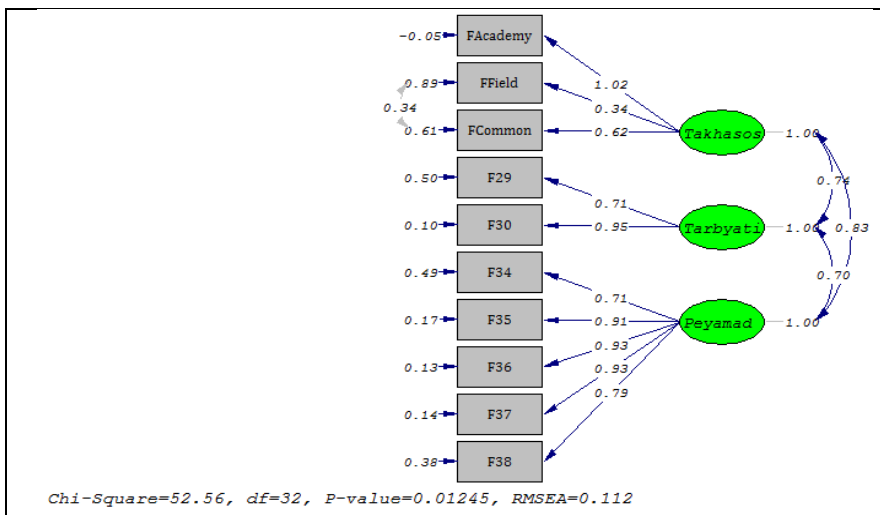 -0.05 FAcademy
1.02
0.89 FField
0.34
0.34
0.61 FCommon
0.62
Takhasos 1.00
0.50 F29
0.71
0.74
0.10 F30
0.95
Tarbyati 1.00
0.83
0.49 F34
0.71
0.70
0.17 F35
0.91
Peyamad 1.00
0.13 F36
0.93
0.93
0.14 F37
0.79
0.38 F38
Chi-Square=52.56, df=32, P-value=0.01245, RMSEA=0.112